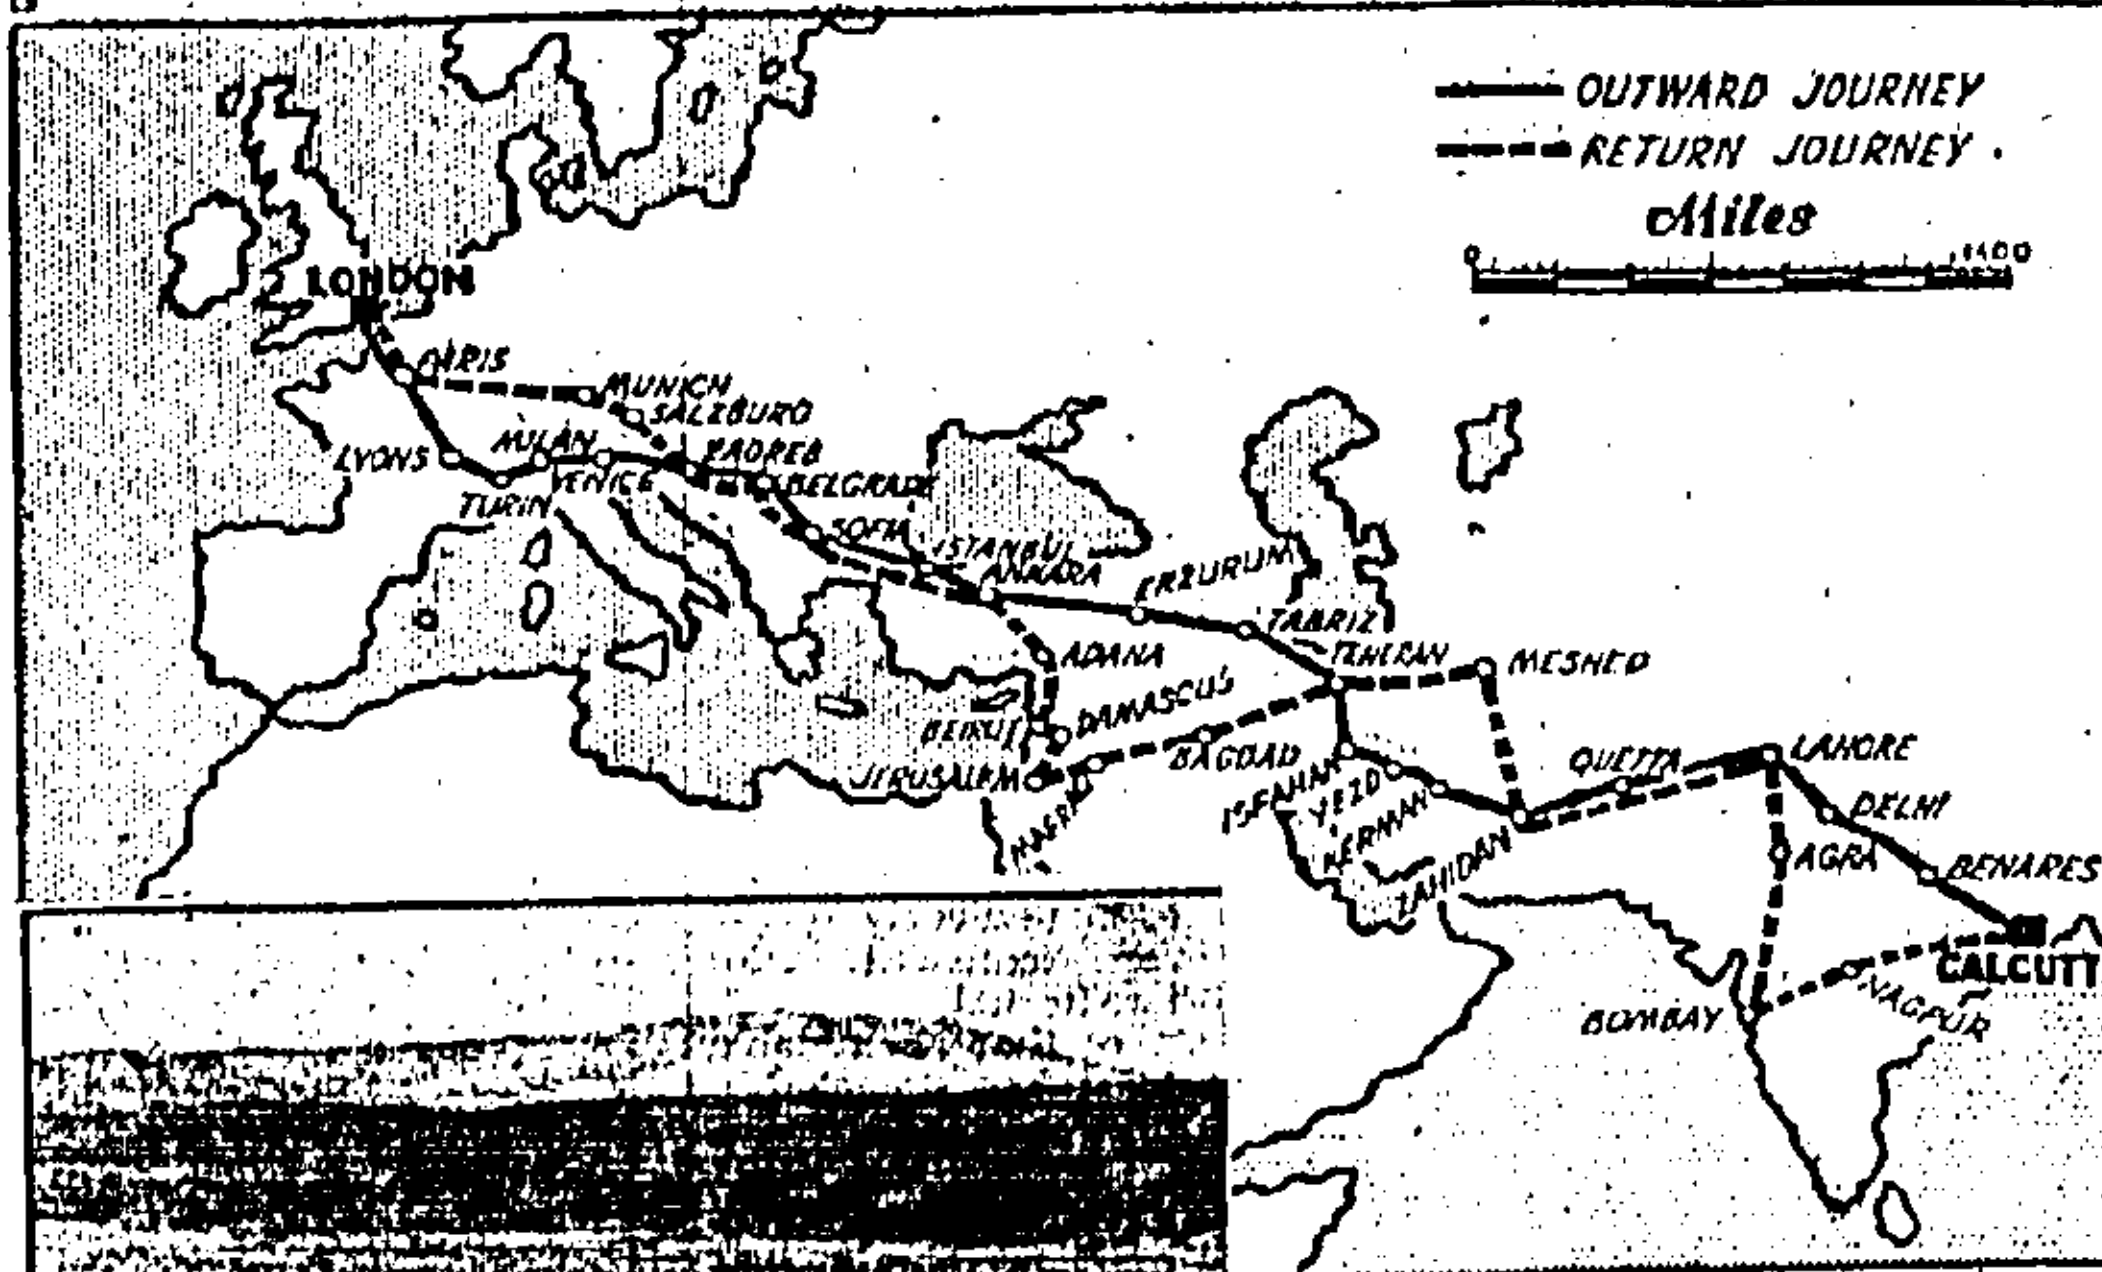 OUTWARD JOURNEY
RETURN JOURNEY
Miles
0 1400
LONDON
PARIS
MUNICH
SALZBURG
LYONS
MILAN
TURIN
VENICE
ZAGREB
BELGRADE
SOFIA
ISTANBUL
ANKARA
ERZURUM
TABRIZ
TEHERAN
MESHED
ADANA
BEIRUT
DAMASCUS
JERUSALEM
BAGDAD
ISFAHAN
YEZD
KERMAN
ZAHIDAN
QUETTA
LAHORE
DELHI
AGRA
BENARES
CALCUTT
NAGPUR
BOMBAY